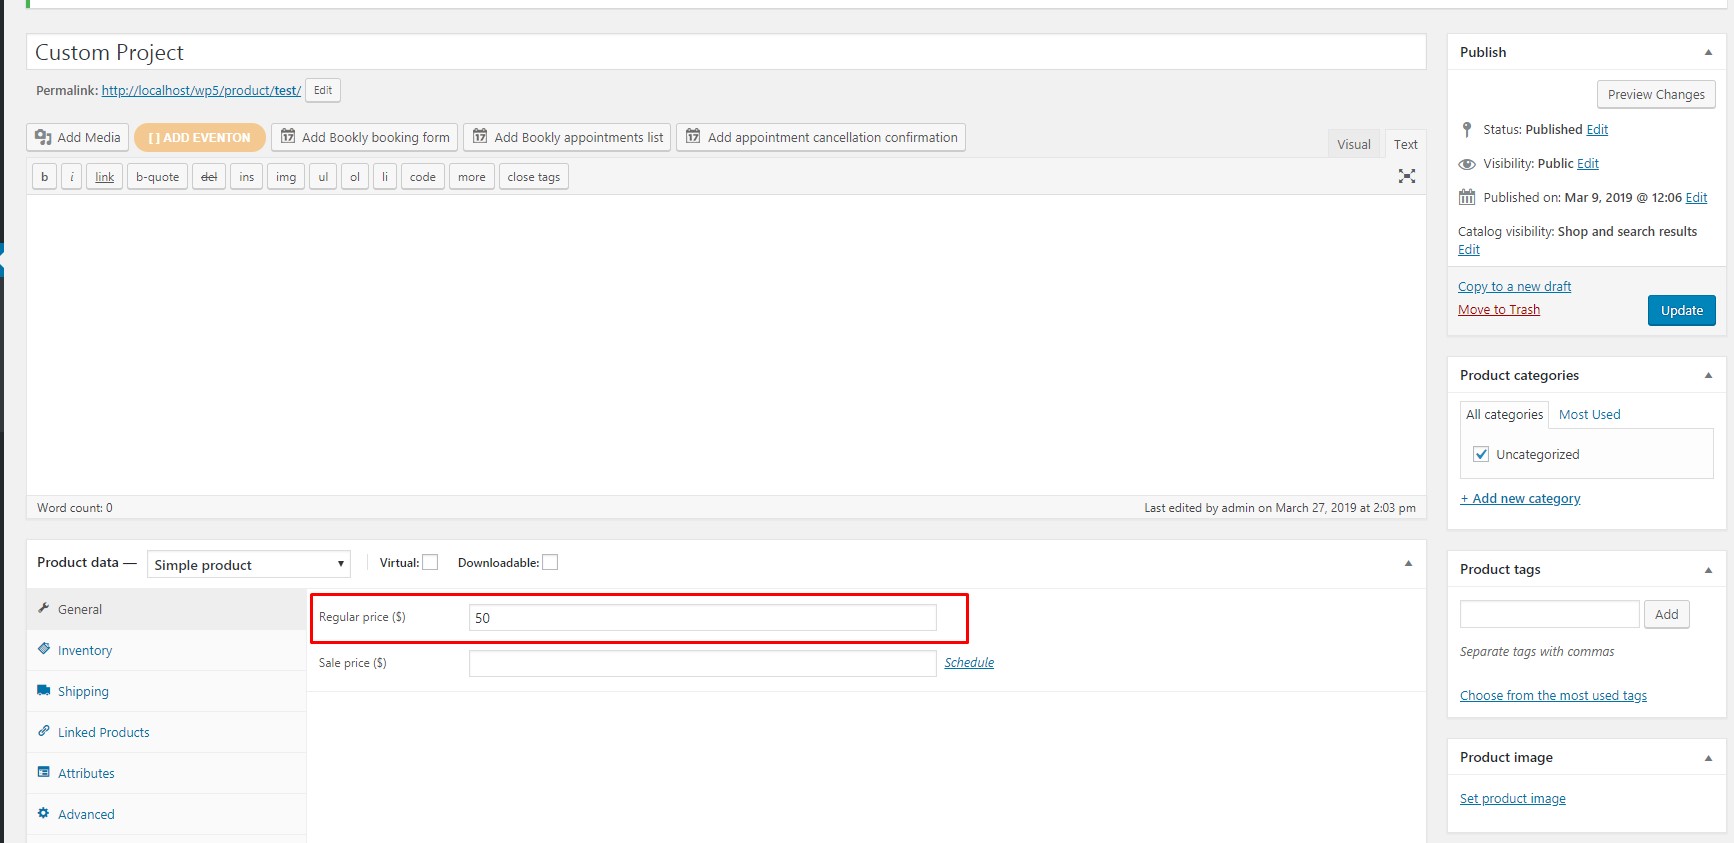 Custom Project
Permalink: http://localhost/wp5/product/test/ Edit
Add Media [ ] ADD EVENTON Add Bookly booking form Add Bookly appointments list Add appointment cancellation confirmation
Visual Text
b i link b-quote del ins img ul ol li code more close tags
Word count: 0
Last edited by admin on March 27, 2019 at 2:03 pm
Product data — Simple product Virtual: Downloadable:
General
Inventory
Shipping
Linked Products
Attributes
Advanced
Regular price ($) 50
Sale price ($) Schedule
Publish
Preview Changes
Status: Published Edit
Visibility: Public Edit
Published on: Mar 9, 2019 @ 12:06 Edit
Catalog visibility: Shop and search results
Edit
Copy to a new draft
Move to Trash
Update
Product categories
All categories Most Used
Uncategorized
+ Add new category
Product tags
Add
Separate tags with commas
Choose from the most used tags
Product image
Set product image